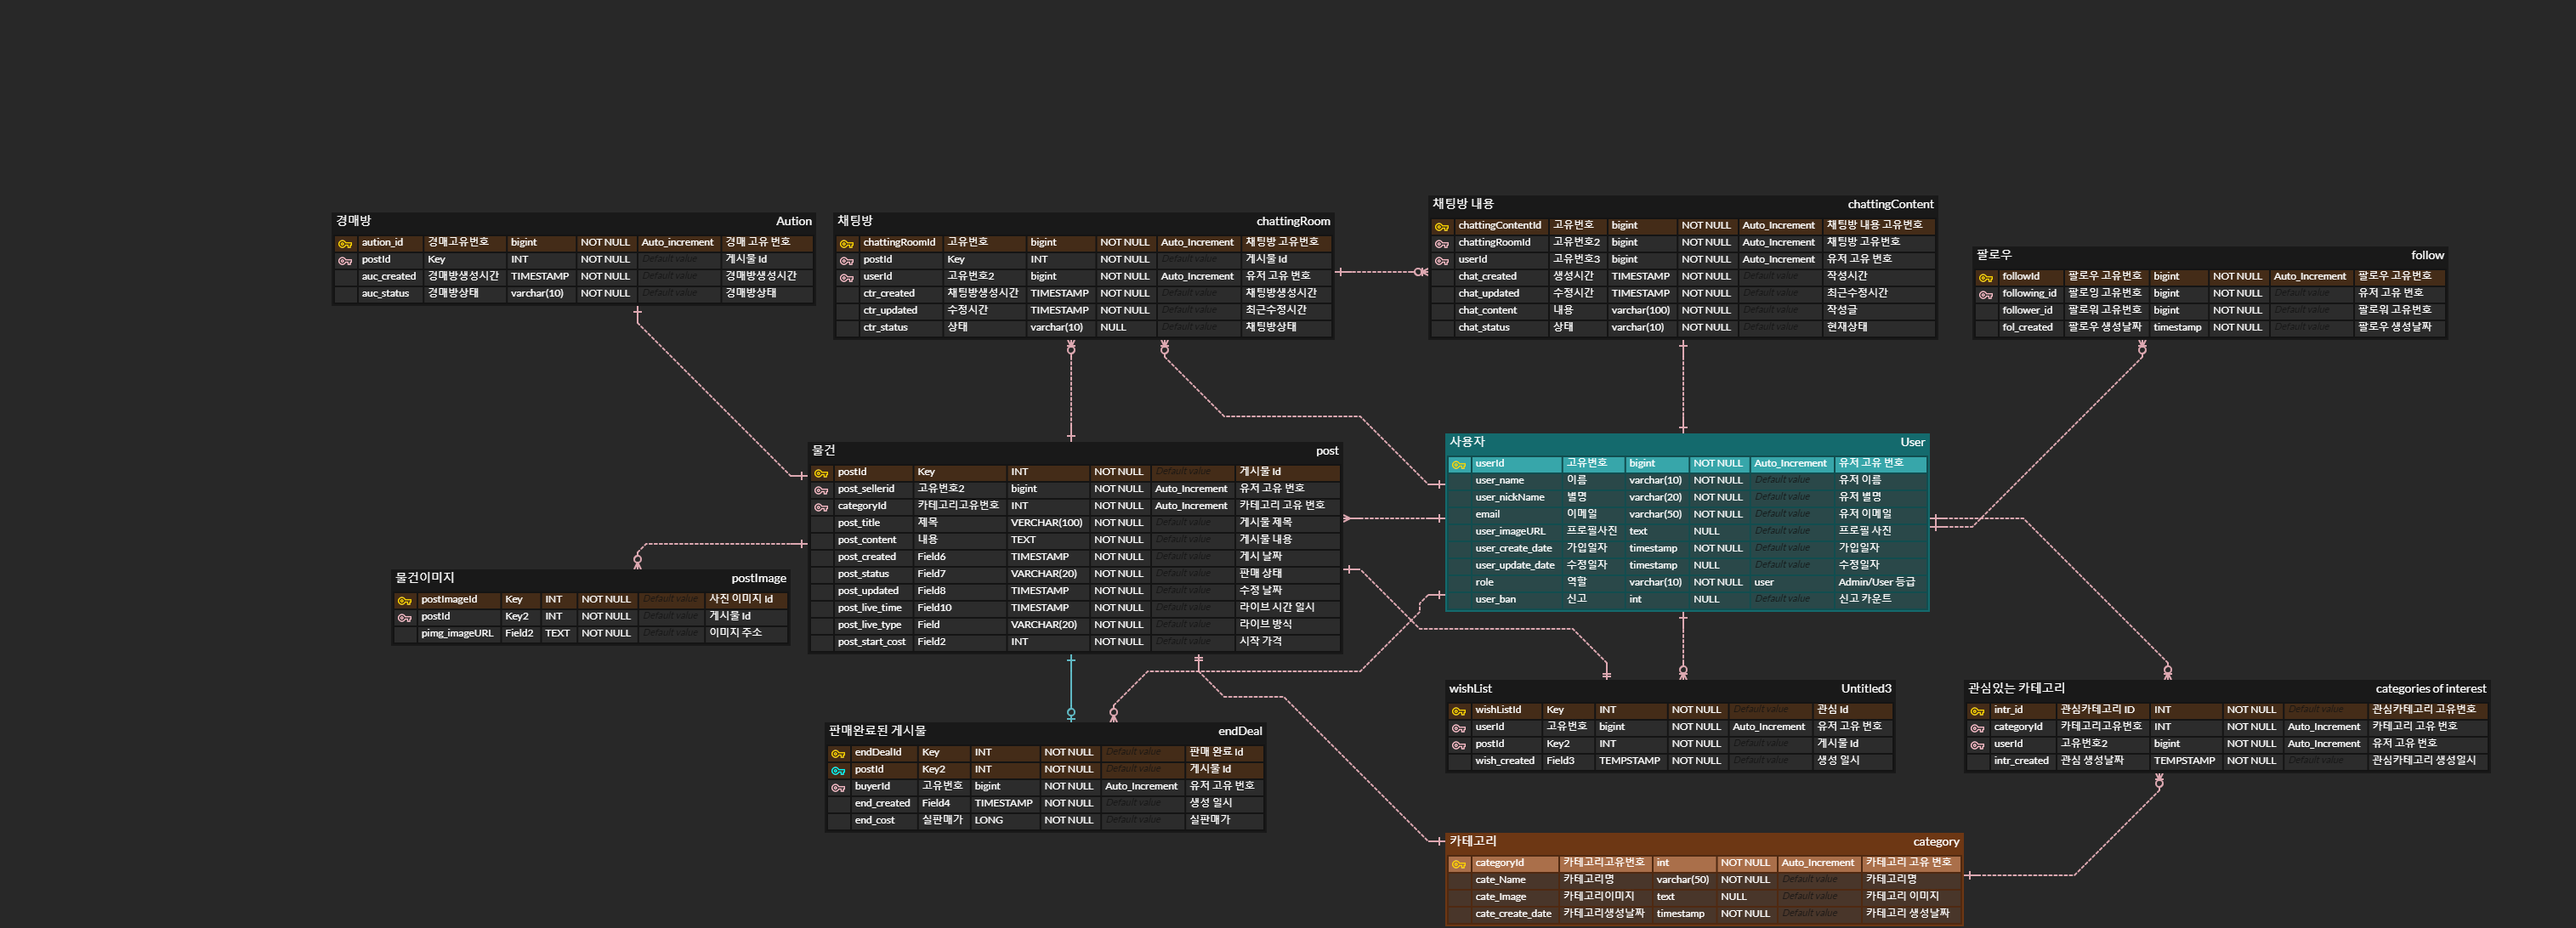 경매방 Aution
aution_id 경매고유번호 bigint NOT NULL Auto_increment 경매 고유 번호
postId Key INT NOT NULL Default value 게시물 Id
auc_created 경매방생성시간 TIMESTAMP NOT NULL Default value 경매방생성시간
auc_status 경매방상태 varchar(10) NOT NULL Default value 경매방상태
채팅방 chattingRoom
chattingRoomId 고유번호 bigint NOT NULL Auto_Increment 채팅방 고유번호
postId Key INT NOT NULL Default value 게시물 Id
userId 고유번호2 bigint NOT NULL Auto_Increment 유저 고유 번호
ctr_created 채팅방생성시간 TIMESTAMP NOT NULL Default value 채팅방생성시간
ctr_updated 수정시간 TIMESTAMP NOT NULL Default value 최근수정시간
ctr_status 상태 varchar(10) NULL Default value 채팅방상태
채팅방 내용 chattingContent
chattingContentId 고유번호 bigint NOT NULL Auto_Increment 채팅방 내용 고유번호
chattingRoomId 고유번호2 bigint NOT NULL Auto_Increment 채팅방 고유번호
userId 고유번호3 bigint NOT NULL Auto_Increment 유저 고유 번호
chat_created 생성시간 TIMESTAMP NOT NULL Default value 작성시간
chat_updated 수정시간 TIMESTAMP NOT NULL Default value 최근수정시간
chat_content 내용 varchar(100) NOT NULL Default value 작성글
chat_status 상태 varchar(10) NOT NULL Default value 현재상태
팔로우 follow
followId 팔로우 고유번호 bigint NOT NULL Auto_Increment 팔로우 고유번호
following_id 팔로잉 고유번호 bigint NOT NULL Default value 유저 고유 번호
follower_id 팔로워 고유번호 bigint NOT NULL Default value 팔로워 고유번호
fol_created 팔로우 생성날짜 timestamp NOT NULL Default value 팔로우 생성날짜
물건 post
postId Key INT NOT NULL Default value 게시물 Id
post_sellerid 고유번호2 bigint NOT NULL Auto_Increment 유저 고유 번호
categoryId 카테고리고유번호 INT NOT NULL Auto_Increment 카테고리 고유 번호
post_title 제목 VERCHAR(100) NOT NULL Default value 게시물 제목
post_content 내용 TEXT NOT NULL Default value 게시물 내용
post_created Field6 TIMESTAMP NOT NULL Default value 게시 날짜
post_status Field7 VARCHAR(20) NOT NULL Default value 판매 상태
post_updated Field8 TIMESTAMP NOT NULL Default value 수정 날짜
post_live_time Field10 TIMESTAMP NOT NULL Default value 라이브 시간 일시
post_live_type Field VARCHAR(20) NOT NULL Default value 라이브 방식
post_start_cost Field2 INT NOT NULL Default value 시작 가격
사용자 User
userId 고유번호 bigint NOT NULL Auto_Increment 유저 고유 번호
user_name 이름 varchar(10) NOT NULL Default value 유저 이름
user_nickName 별명 varchar(20) NOT NULL Default value 유저 별명
email 이메일 varchar(50) NOT NULL Default value 유저 이메일
user_imageURL 프로필사진 text NULL Default value 프로필 사진
user_create_date 가입일자 timestamp NOT NULL Default value 가입일자
user_update_date 수정일자 timestamp NULL Default value 수정일자
role 역할 varchar(10) NOT NULL user Admin/User 등급
user_ban 신고 int NULL Default value 신고 카운트
물건이미지 postImage
postImageId Key INT NOT NULL Default value 사진 이미지 Id
postId Key2 INT NOT NULL Default value 게시물 Id
pimg_imageURL Field2 TEXT NOT NULL Default value 이미지 주소
판매완료된 게시물 endDeal
endDealId Key INT NOT NULL Default value 판매 완료 Id
postId Key2 INT NOT NULL Default value 게시물 Id
buyerId 고유번호 bigint NOT NULL Auto_Increment 유저 고유 번호
end_created Field4 TIMESTAMP NOT NULL Default value 생성 일시
end_cost 실판매가 LONG NOT NULL Default value 실판매가
wishList Untitled3
wishListId Key INT NOT NULL Default value 관심 Id
userId 고유번호 bigint NOT NULL Auto_Increment 유저 고유 번호
postId Key2 INT NOT NULL Default value 게시물 Id
wish_created Field3 TEMPSTAMP NOT NULL Default value 생성 일시
관심있는 카테고리 categories of interest
intr_id 관심카테고리 ID INT NOT NULL Default value 관심카테고리 고유번호
categoryId 카테고리고유번호 INT NOT NULL Auto_Increment 카테고리 고유 번호
userId 고유번호2 bigint NOT NULL Auto_Increment 유저 고유 번호
intr_created 관심 생성날짜 TEMPSTAMP NOT NULL Default value 관심카테고리 생성일시
카테고리 category
categoryId 카테고리고유번호 int NOT NULL Auto_Increment 카테고리 고유 번호
cate_Name 카테고리명 varchar(50) NOT NULL Default value 카테고리명
cate_Image 카테고리이미지 text NULL Default value 카테고리 이미지
cate_create_date 카테고리생성날짜 timestamp NOT NULL Default value 카테고리 생성날짜